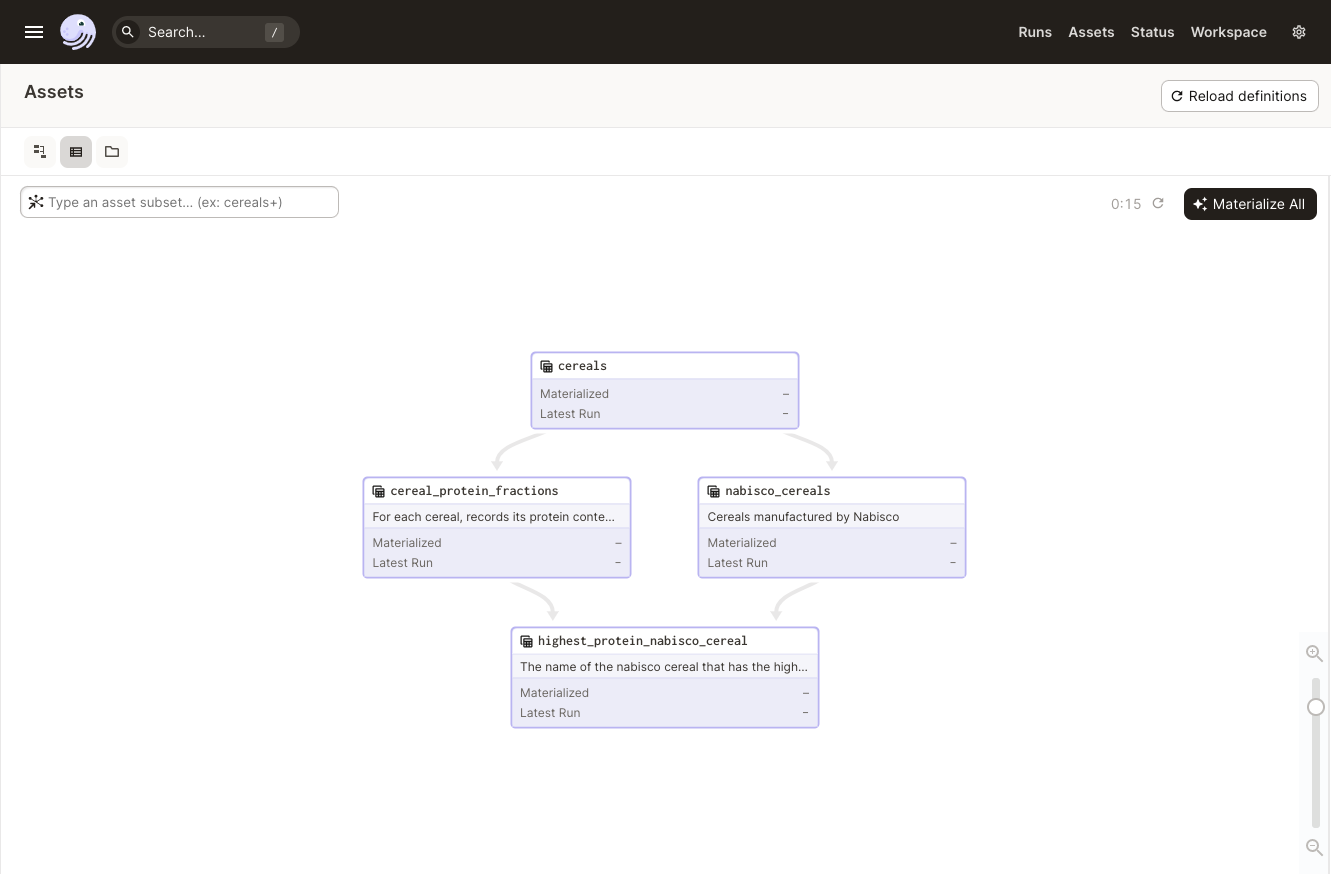 Search... /
Runs Assets Status Workspace
Assets
Reload definitions
Type an asset subset... (ex: cereals+)
0:15
Materialize All
cereals
Materialized –
Latest Run –
cereal_protein_fractions
For each cereal, records its protein conte...
Materialized –
Latest Run –
nabisco_cereals
Cereals manufactured by Nabisco
Materialized –
Latest Run –
highest_protein_nabisco_cereal
The name of the nabisco cereal that has the high...
Materialized –
Latest Run –